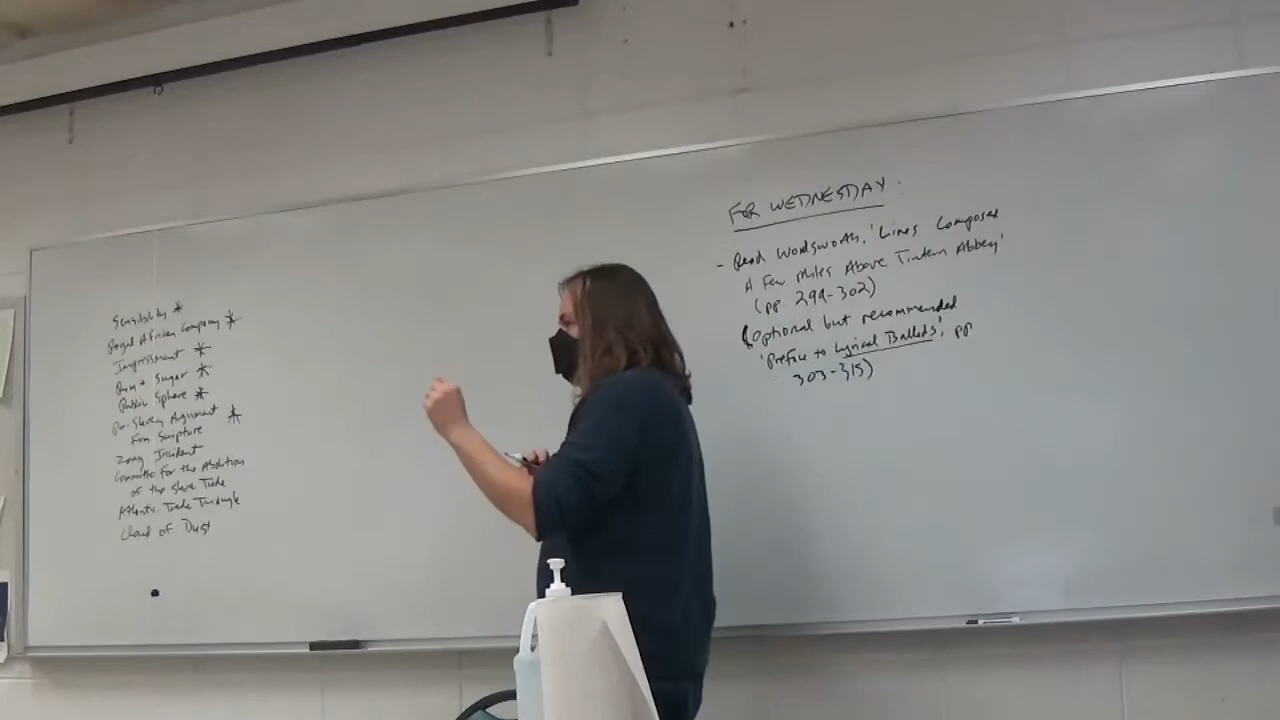 Sensibility *
Royal African Company *
Impressment *
Rum + Sugar *
Public Sphere *
Pro-Slavery Argument *
from Scripture
Zong Incident
Committee for the Abolition
of the Slave Trade
Atlantic Trade Triangle
Cloud of Dust
FOR WEDNESDAY:
- Read Wordsworth, 'Lines Composed
A Few Miles Above Tintern Abbey'
(pp. 299-302)
(optional but recommended
'Preface to Lyrical Ballads', pp
303-315)